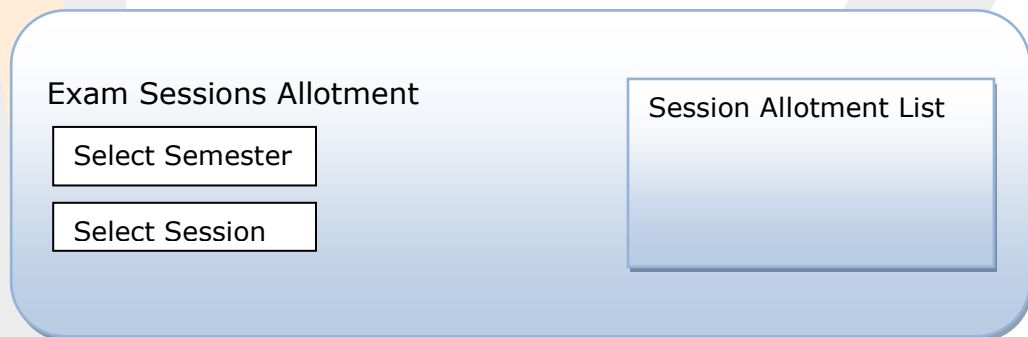 Exam Sessions Allotment
Select Semester
Select Session
Session Allotment List